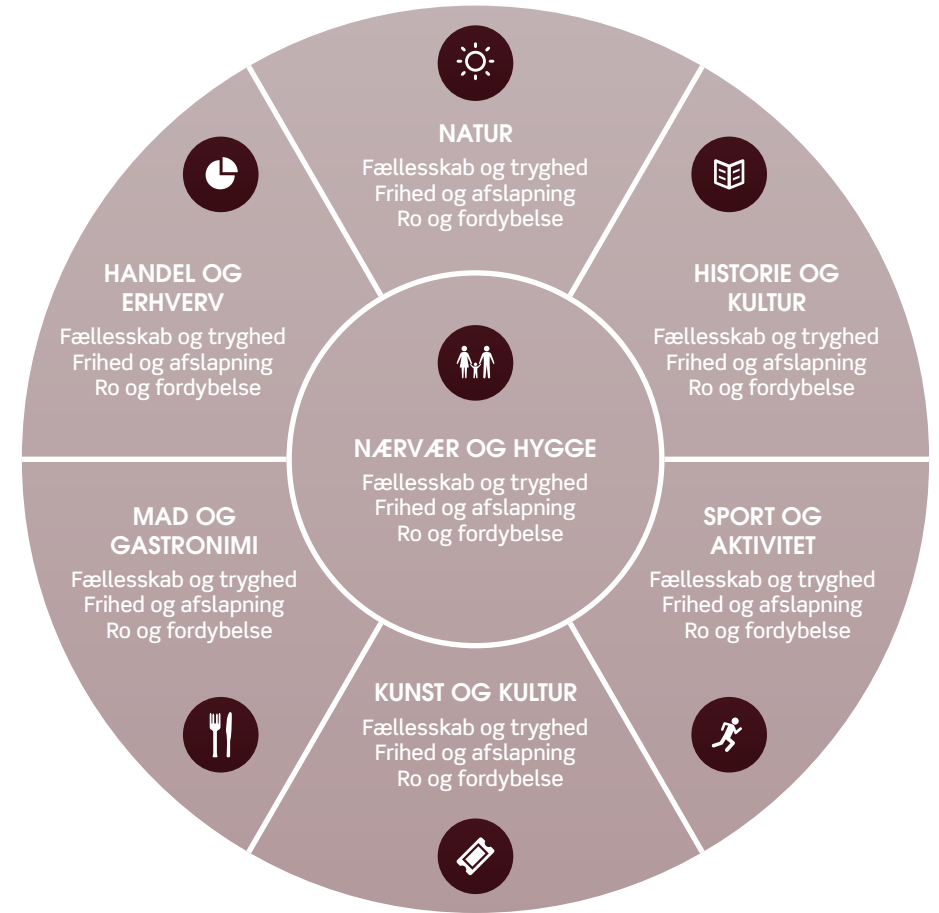 NATUR
Fællesskab og tryghed
Frihed og afslapning
Ro og fordybelse
HISTORIE OG
KULTUR
Fællesskab og tryghed
Frihed og afslapning
Ro og fordybelse
SPORT OG
AKTIVITET
Fællesskab og tryghed
Frihed og afslapning
Ro og fordybelse
KUNST OG KULTUR
Fællesskab og tryghed
Frihed og afslapning
Ro og fordybelse
MAD OG
GASTRONIMI
Fællesskab og tryghed
Frihed og afslapning
Ro og fordybelse
HANDEL OG
ERHVERV
Fællesskab og tryghed
Frihed og afslapning
Ro og fordybelse
NÆRVÆR OG HYGGE
Fællesskab og tryghed
Frihed og afslapning
Ro og fordybelse